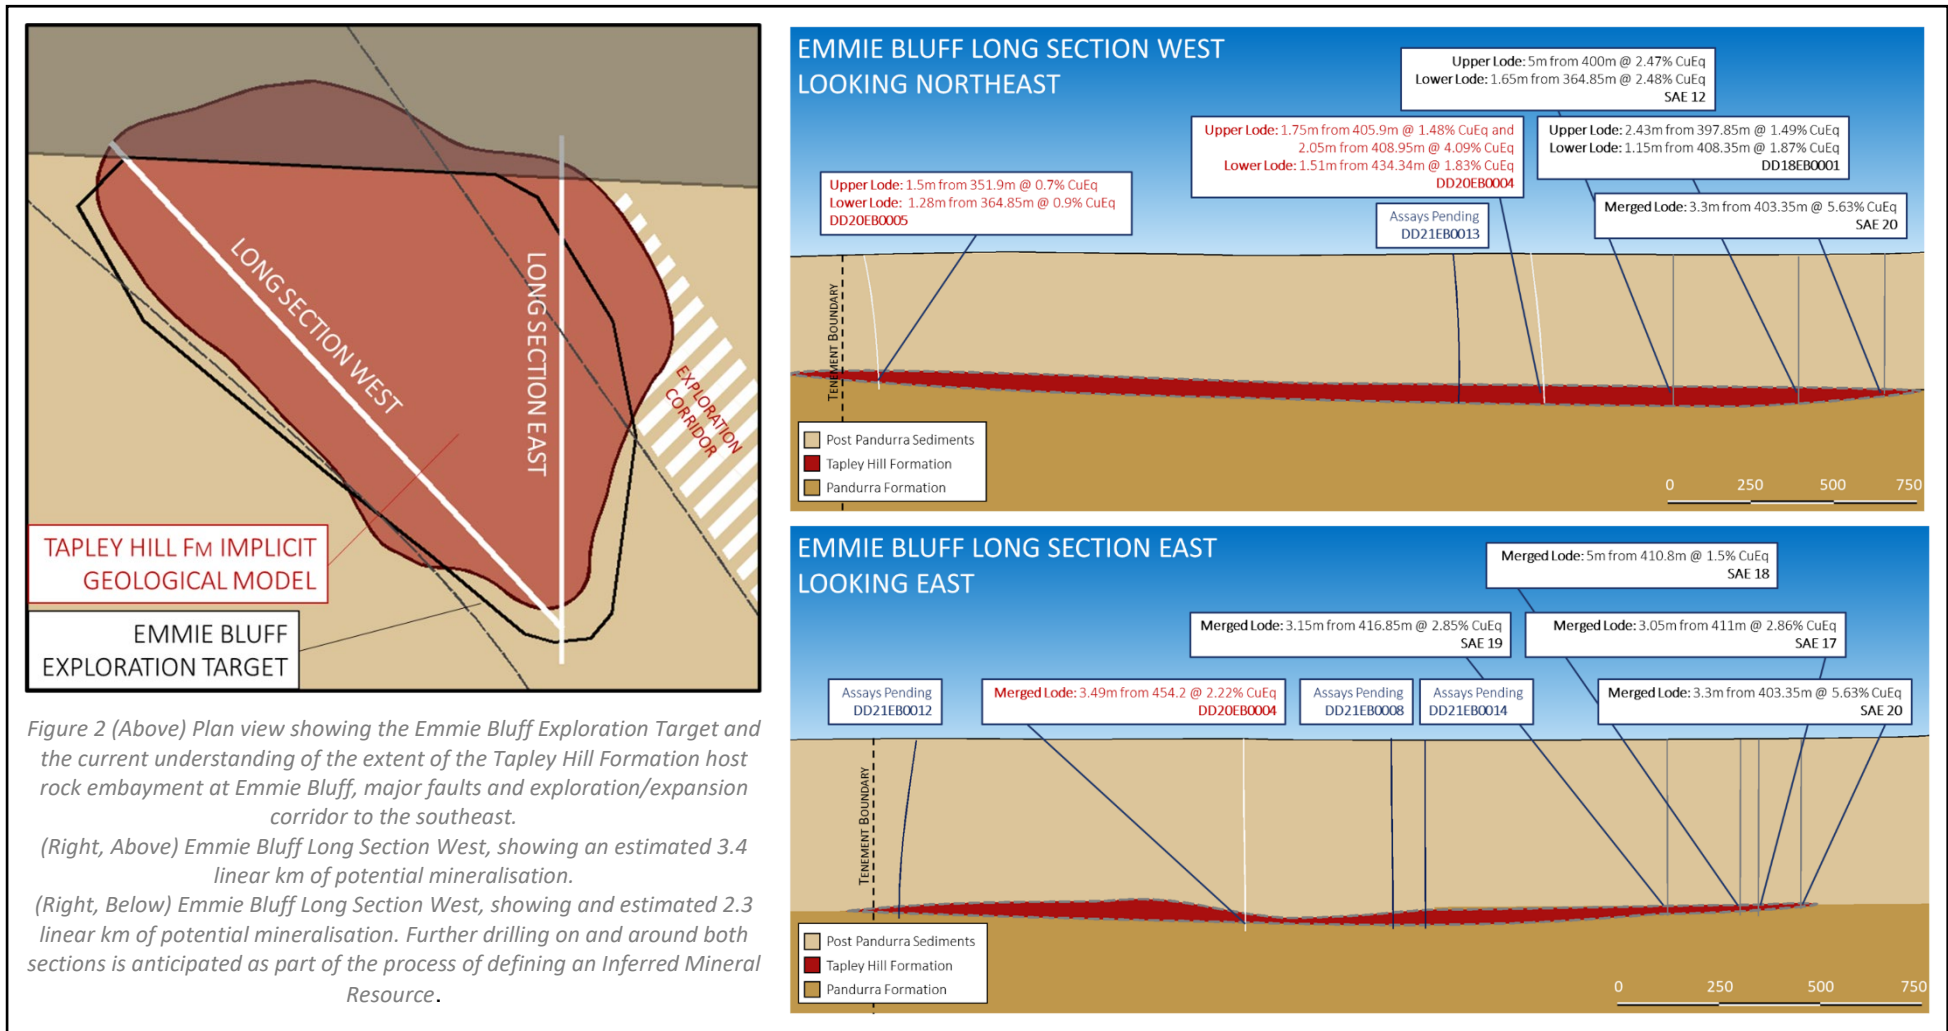 LONG SECTION WEST
LONG SECTION EAST
EXPLORATION
CORRIDOR
TAPLEY HILL FM IMPLICIT
GEOLOGICAL MODEL
EMMIE BLUFF
EXPLORATION TARGET
Figure 2 (Above) Plan view showing the Emmie Bluff Exploration Target and
the current understanding of the extent of the Tapley Hill Formation host
rock embayment at Emmie Bluff, major faults and exploration/expansion
corridor to the southeast.
(Right, Above) Emmie Bluff Long Section West, showing an estimated 3.4
linear km of potential mineralisation.
(Right, Below) Emmie Bluff Long Section West, showing and estimated 2.3
linear km of potential mineralisation. Further drilling on and around both
sections is anticipated as part of the process of defining an Inferred Mineral
Resource.
EMMIE BLUFF LONG SECTION WEST
LOOKING NORTHEAST
Upper Lode: 5m from 400m @ 2.47% CuEq
Lower Lode: 1.65m from 364.85m @ 2.48% CuEq
SAE 12
Upper Lode: 1.75m from 405.9m @ 1.48% CuEq and
2.05m from 408.95m @ 4.09% CuEq
Lower Lode: 1.51m from 434.34m @ 1.83% CuEq
DD20EB0004
Upper Lode: 2.43m from 397.85m @ 1.49% CuEq
Lower Lode: 1.15m from 408.35m @ 1.87% CuEq
DD18EB0001
Upper Lode: 1.5m from 351.9m @ 0.7% CuEq
Lower Lode: 1.28m from 364.85m @ 0.9% CuEq
DD20EB0005
Assays Pending
DD21EB0013
Merged Lode: 3.3m from 403.35m @ 5.63% CuEq
SAE 20
TENEMENT BOUNDARY
Post Pandurra Sediments
Tapley Hill Formation
Pandurra Formation
0 250 500 750
EMMIE BLUFF LONG SECTION EAST
LOOKING EAST
Merged Lode: 5m from 410.8m @ 1.5% CuEq
SAE 18
Merged Lode: 3.15m from 416.85m @ 2.85% CuEq
SAE 19
Merged Lode: 3.05m from 411m @ 2.86% CuEq
SAE 17
Assays Pending
DD21EB0012
Merged Lode: 3.49m from 454.2 @ 2.22% CuEq
DD20EB0004
Assays Pending
DD21EB0008
Assays Pending
DD21EB0014
Merged Lode: 3.3m from 403.35m @ 5.63% CuEq
SAE 20
TENEMENT BOUNDARY
Post Pandurra Sediments
Tapley Hill Formation
Pandurra Formation
0 250 500 750